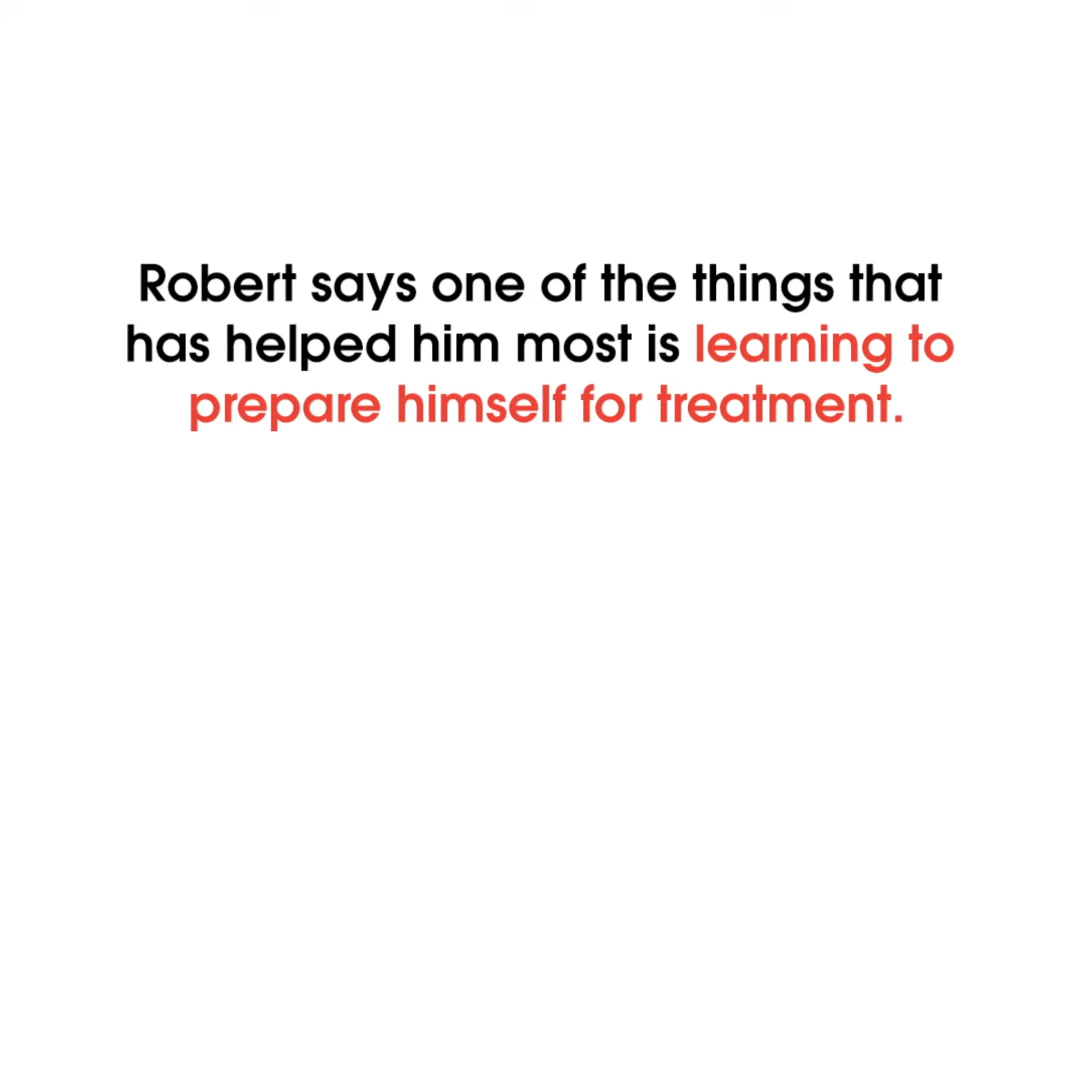 Robert says one of the things that
has helped him most is learning to
prepare himself for treatment.